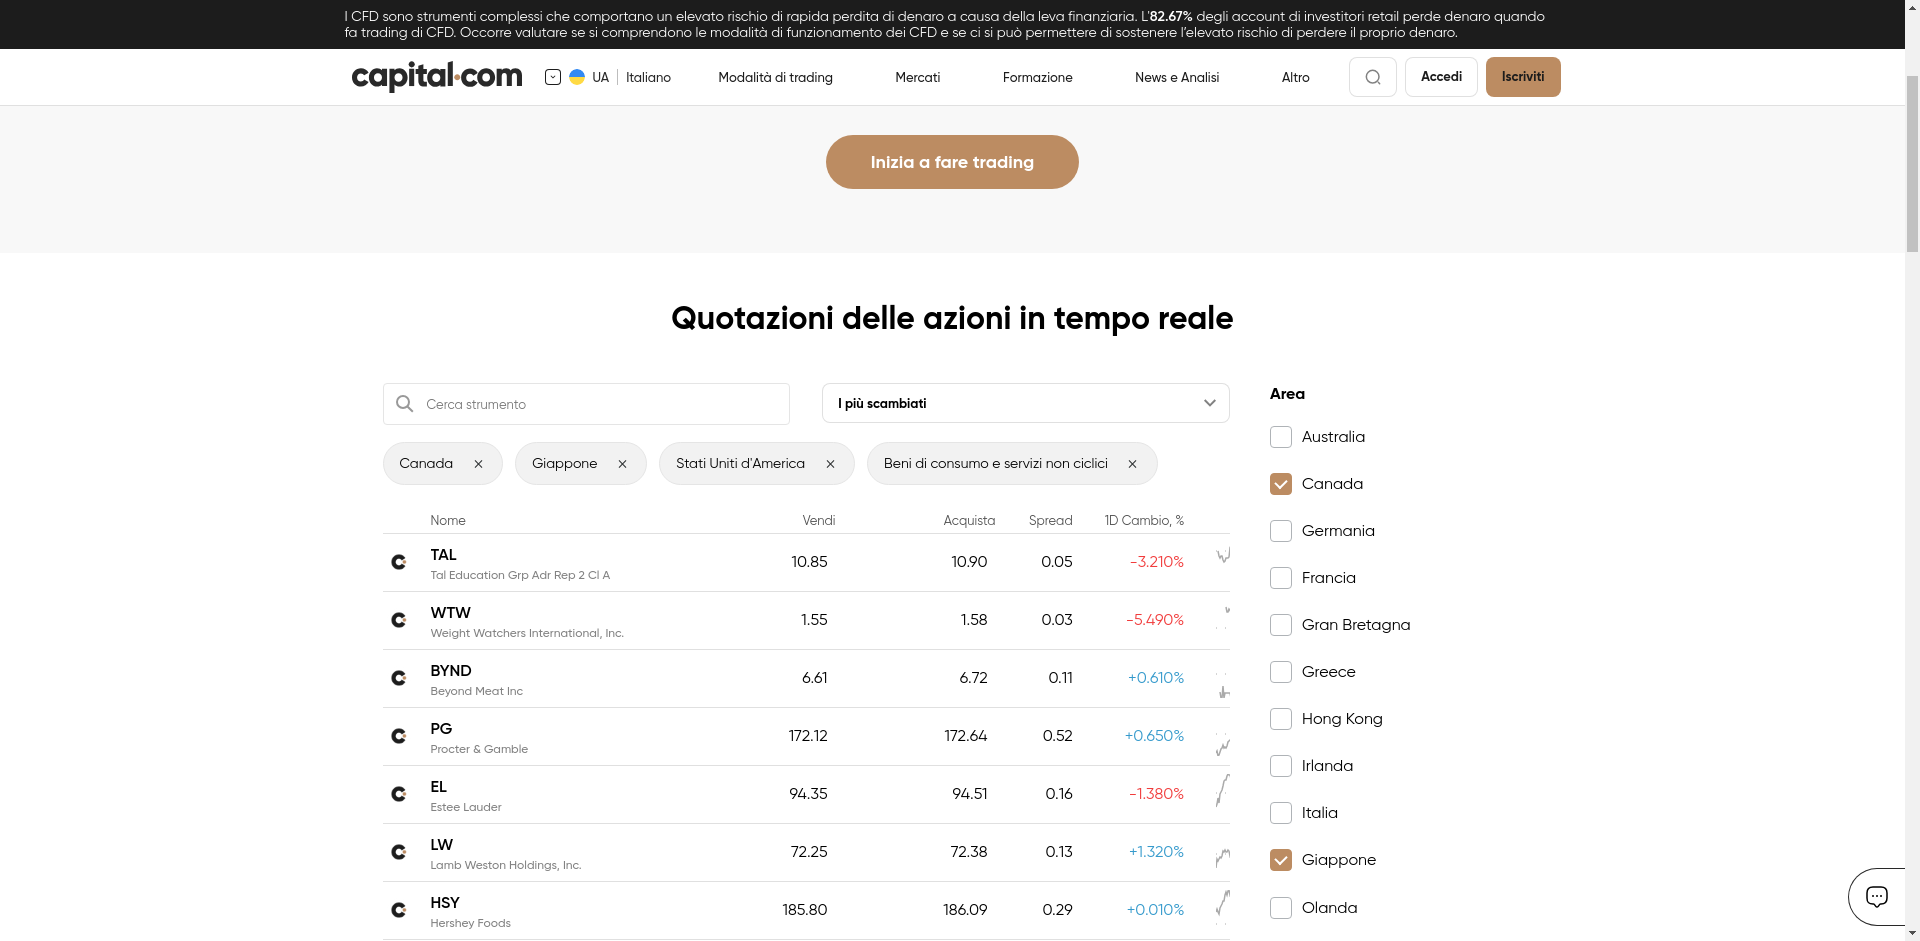 I CFD sono strumenti complessi che comportano un elevato rischio di rapida perdita di denaro a causa della leva finanziaria. L'82.67% degli account di investitori retail perde denaro quando
fa trading di CFD. Occorre valutare se si comprendono le modalità di funzionamento dei CFD e se ci si può permettere di sostenere l'elevato rischio di perdere il proprio denaro.
capital.com UA Italiano Modalità di trading Mercati Formazione News e Analisi Altro Accedi Iscriviti
Inizia a fare trading
Quotazioni delle azioni in tempo reale
Cerca strumento
I più scambiati
Canada Giappone Stati Uniti d'America Beni di consumo e servizi non ciclici
Nome Vendi Acquista Spread 1D Cambio, %
TAL
Tal Education Grp Adr Rep 2 Cl A
10.85 10.90 0.05 -3.210%
WTW
Weight Watchers International, Inc.
1.55 1.58 0.03 -5.490%
BYND
Beyond Meat Inc
6.61 6.72 0.11 +0.610%
PG
Procter & Gamble
172.12 172.64 0.52 +0.650%
EL
Estee Lauder
94.35 94.51 0.16 -1.380%
LW
Lamb Weston Holdings, Inc.
72.25 72.38 0.13 +1.320%
HSY
Hershey Foods
185.80 186.09 0.29 +0.010%
Area
Australia
Canada
Germania
Francia
Gran Bretagna
Greece
Hong Kong
Irlanda
Italia
Giappone
Olanda